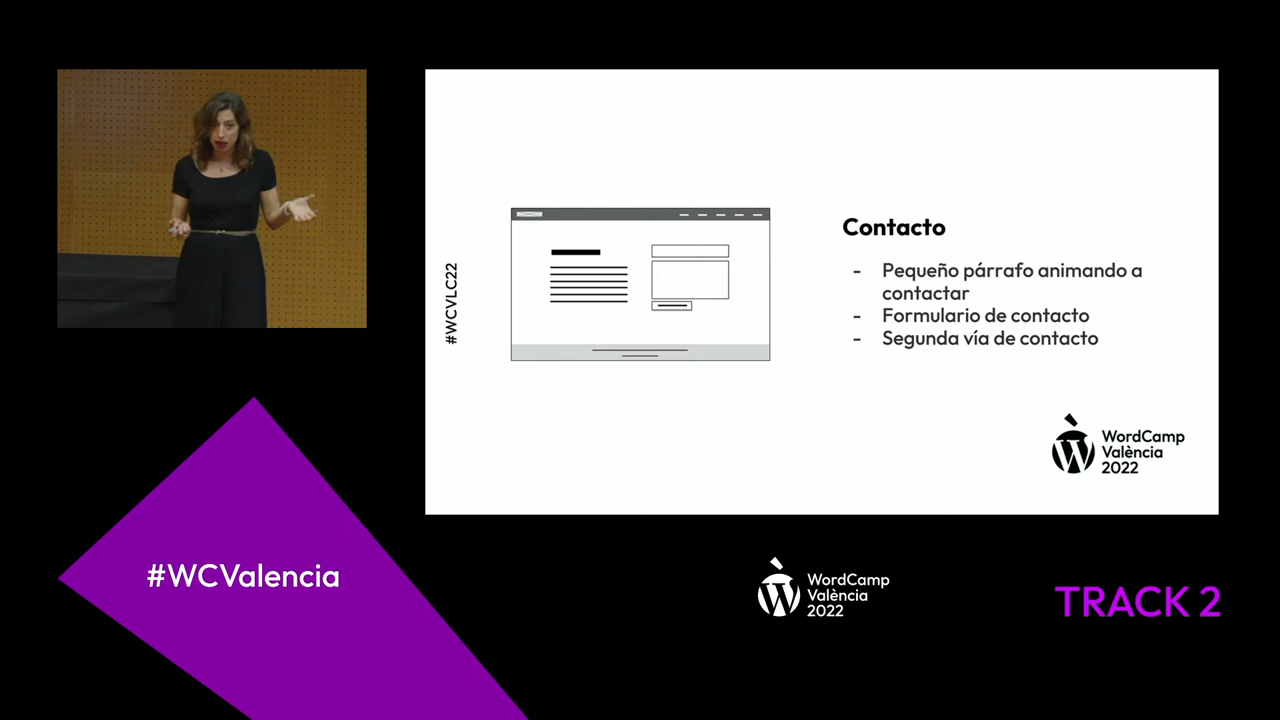 #WCVLC22
Contacto
- Pequeño párrafo animando a
contactar
- Formulario de contacto
- Segunda vía de contacto
WordCamp
València
2022
#WCValencia
WordCamp
València
2022
TRACK 2